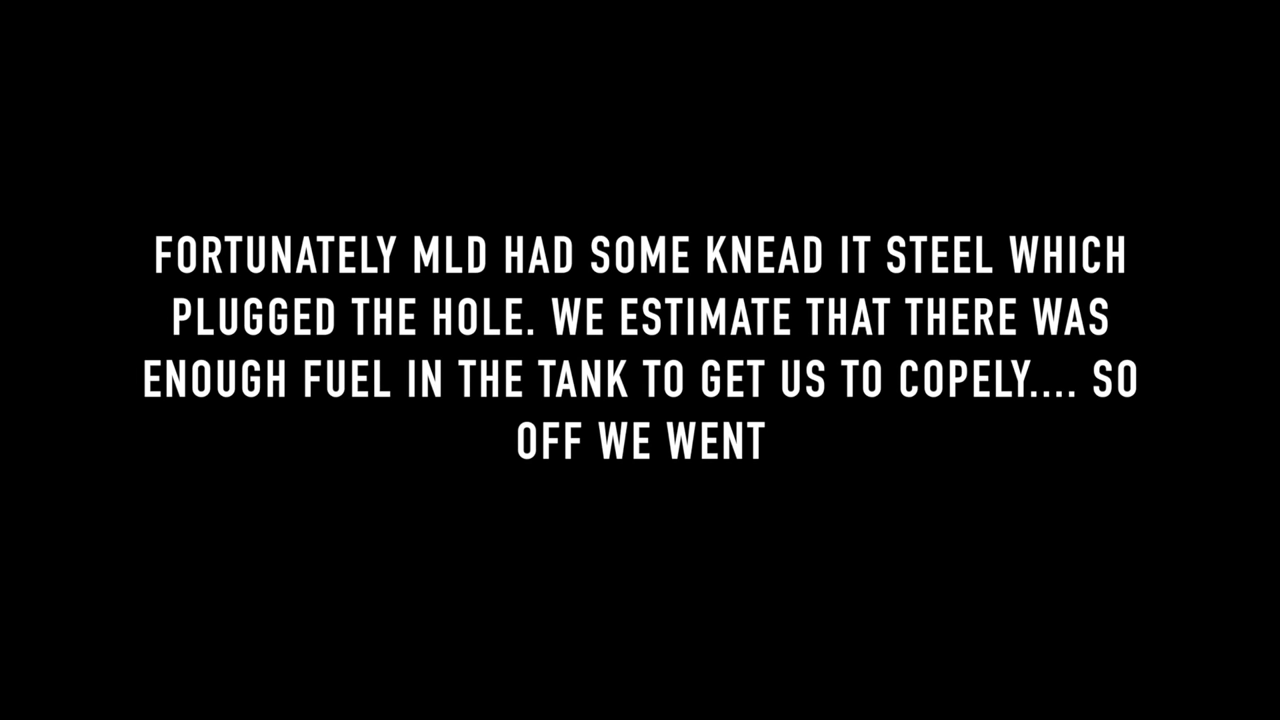 FORTUNATELY MLD HAD SOME KNEAD IT STEEL WHICH
PLUGGED THE HOLE. WE ESTIMATE THAT THERE WAS
ENOUGH FUEL IN THE TANK TO GET US TO COPELY.... SO
OFF WE WENT